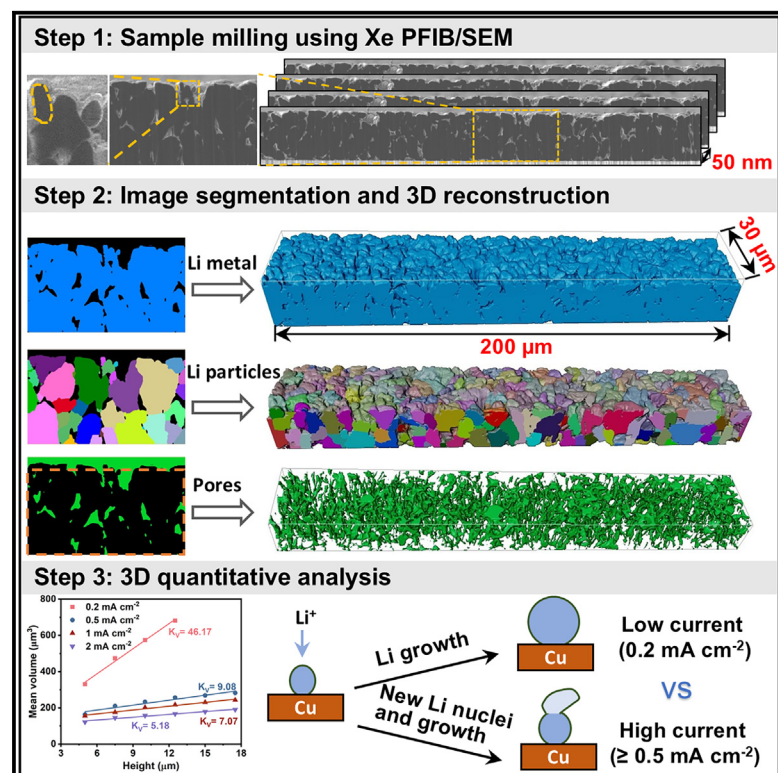 Step 1: Sample milling using Xe PFIB/SEM
50 nm
Step 2: Image segmentation and 3D reconstruction
Li metal
30 µm
200 µm
Li particles
Pores
Step 3: 3D quantitative analysis
Mean volume (µm³)
800
600
400
200
0
0.2 mA cm⁻²
0.5 mA cm⁻²
1 mA cm⁻²
2 mA cm⁻²
K_V= 46.17
K_V= 9.08
K_V= 5.18
K_V= 7.07
3 6 9 12 15 18
Height (µm)
Li⁺
Cu
Li growth
New Li nuclei
and growth
Cu
Cu
Low current
(0.2 mA cm⁻²)
VS
High current
(≥ 0.5 mA cm⁻²)